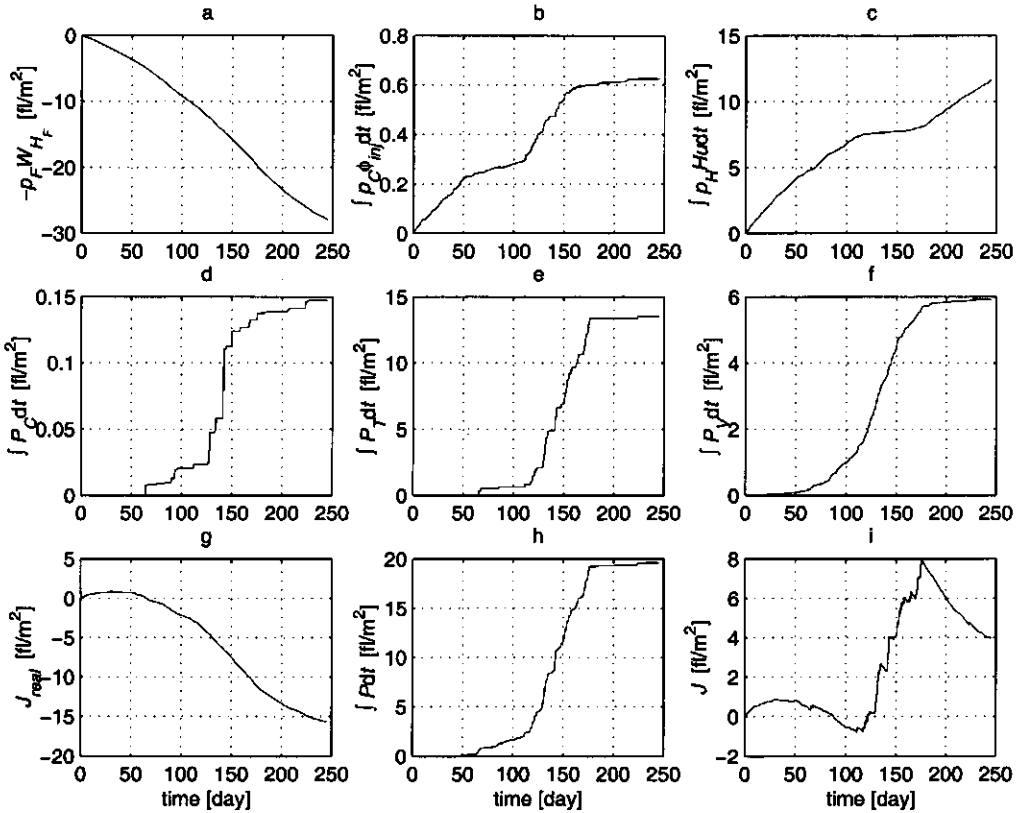 a
b
c
−p_F W_{H_F} [fl/m²]
0
−10
−20
−30
0 50 100 150 200 250
∫ p_C φ_inj dt [fl/m²]
0.8
0.6
0.4
0.2
0
0 50 100 150 200 250
∫ p_H Hudt [fl/m²]
15
10
5
0
0 50 100 150 200 250
d
e
f
∫ P_C dt [fl/m²]
0.15
0.1
0.05
0
0 50 100 150 200 250
∫ P_T dt [fl/m²]
15
10
5
0
0 50 100 150 200 250
∫ P_V dt [fl/m²]
6
4
2
0
0 50 100 150 200 250
g
h
i
J_real [fl/m²]
5
0
−5
−10
−15
−20
0 50 100 150 200 250
time [day]
∫ Pdt [fl/m²]
20
15
10
5
0
0 50 100 150 200 250
time [day]
J [fl/m²]
8
6
4
2
0
−2
0 50 100 150 200 250
time [day]